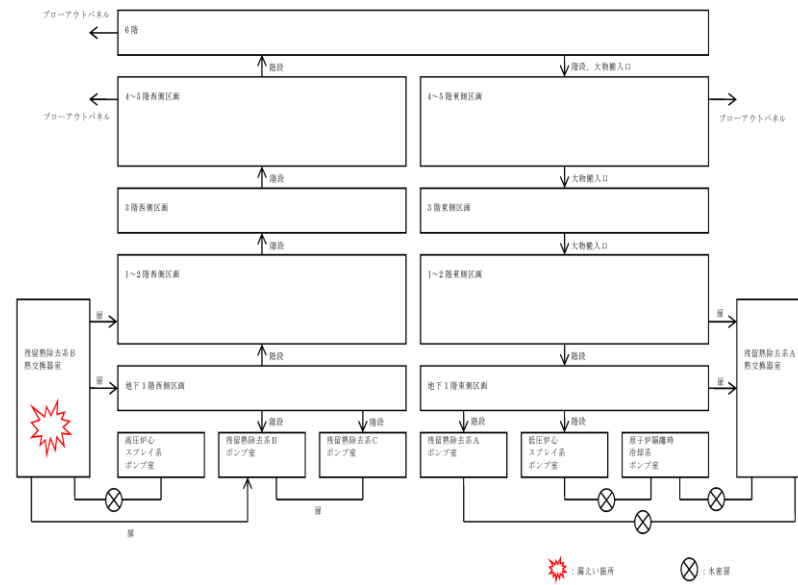 ブローアウトパネル
6階
階段
階段、大物搬入口
4～5階西側区画
4～5階東側区画
ブローアウトパネル
ブローアウトパネル
階段
大物搬入口
3階西側区画
3階東側区画
階段
大物搬入口
1～2階西側区画
1～2階東側区画
扉
扉
残留熱除去系B
熱交換器室
残留熱除去系A
熱交換器室
階段
階段
扉
扉
地下1階西側区画
地下1階東側区画
階段
階段
階段
階段
高圧炉心
スプレイ系
ポンプ室
残留熱除去系B
ポンプ室
残留熱除去系C
ポンプ室
残留熱除去系A
ポンプ室
低圧炉心
スプレイ系
ポンプ室
原子炉隔離時
冷却系
ポンプ室
扉
扉
：漏えい箇所
：水密扉